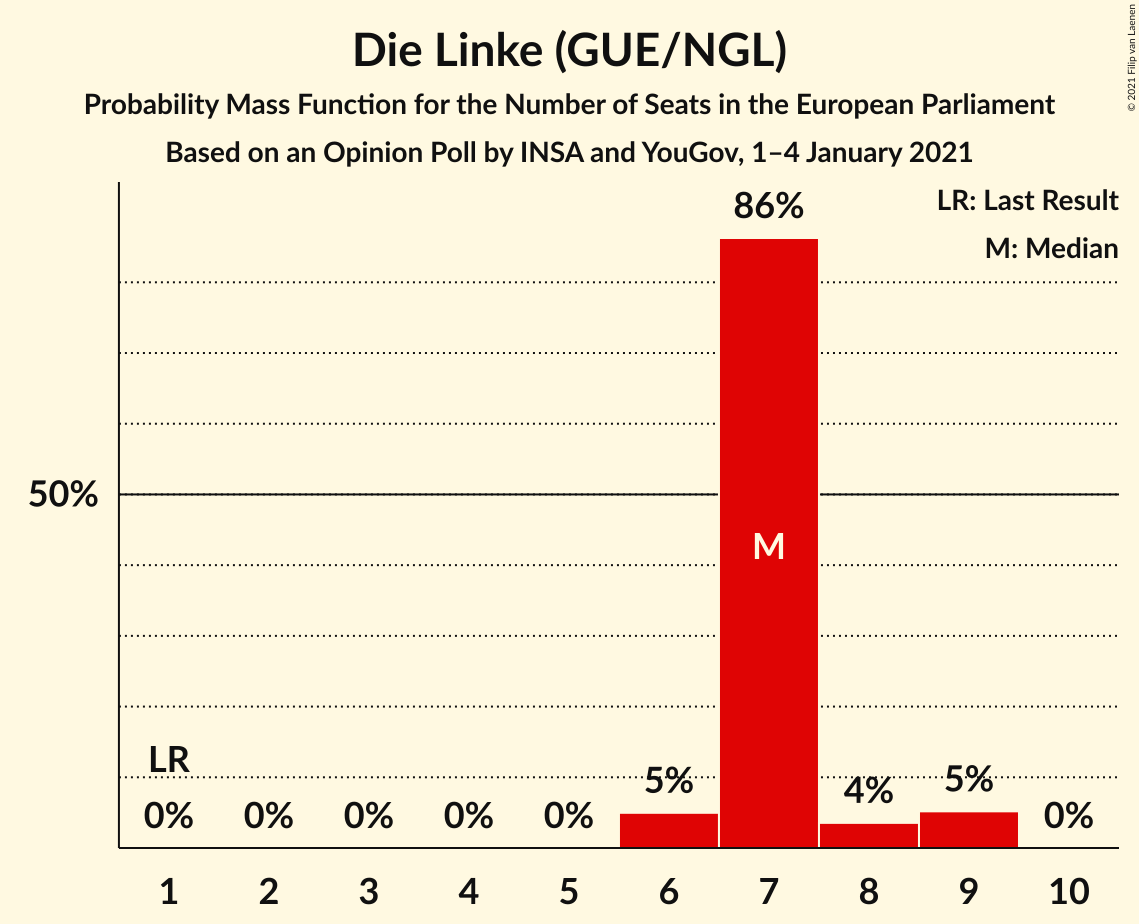 Die Linke (GUE/NGL)
Probability Mass Function for the Number of Seats in the European Parliament
Based on an Opinion Poll by INSA and YouGov, 1–4 January 2021
© 2021 Filip van Laenen
LR: Last Result
M: Median
86%
50%
M
LR
0% 0% 0% 0% 0% 5% 4% 5% 0%
1 2 3 4 5 6 7 8 9 10